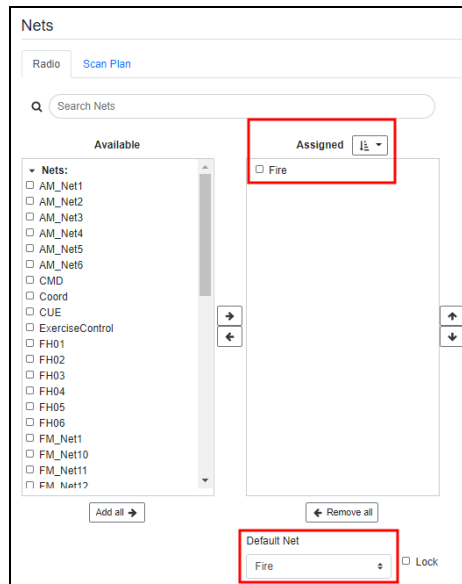 Nets
Radio Scan Plan
Search Nets
Available Assigned
Nets:
AM_Net1
AM_Net2
AM_Net3
AM_Net4
AM_Net5
AM_Net6
CMD
Coord
CUE
ExerciseControl
FH01
FH02
FH03
FH04
FH05
FH06
FM_Net1
FM_Net10
FM_Net11
FM_Net12
Fire
Add all Remove all
Default Net
Fire Lock